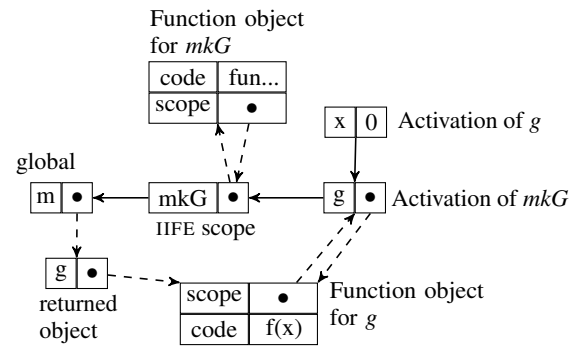 Function object
for mkG
code fun...
scope
x 0 Activation of g
global
m
mkG
g
Activation of mkG
IIFE scope
g
returned
object
scope
code f(x)
Function object
for g